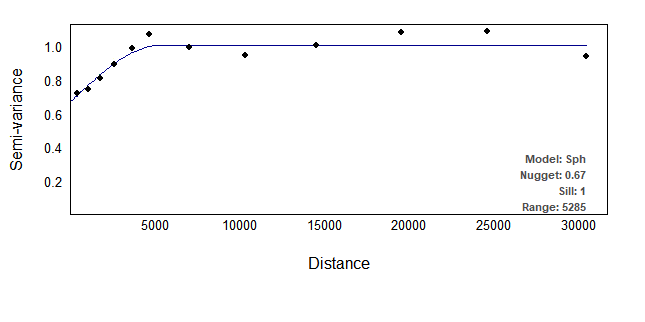 1.0
0.8
0.6
0.4
0.2
Semi-variance
Model: Sph
Nugget: 0.67
Sill: 1
Range: 5285
5000 10000 15000 20000 25000 30000
Distance